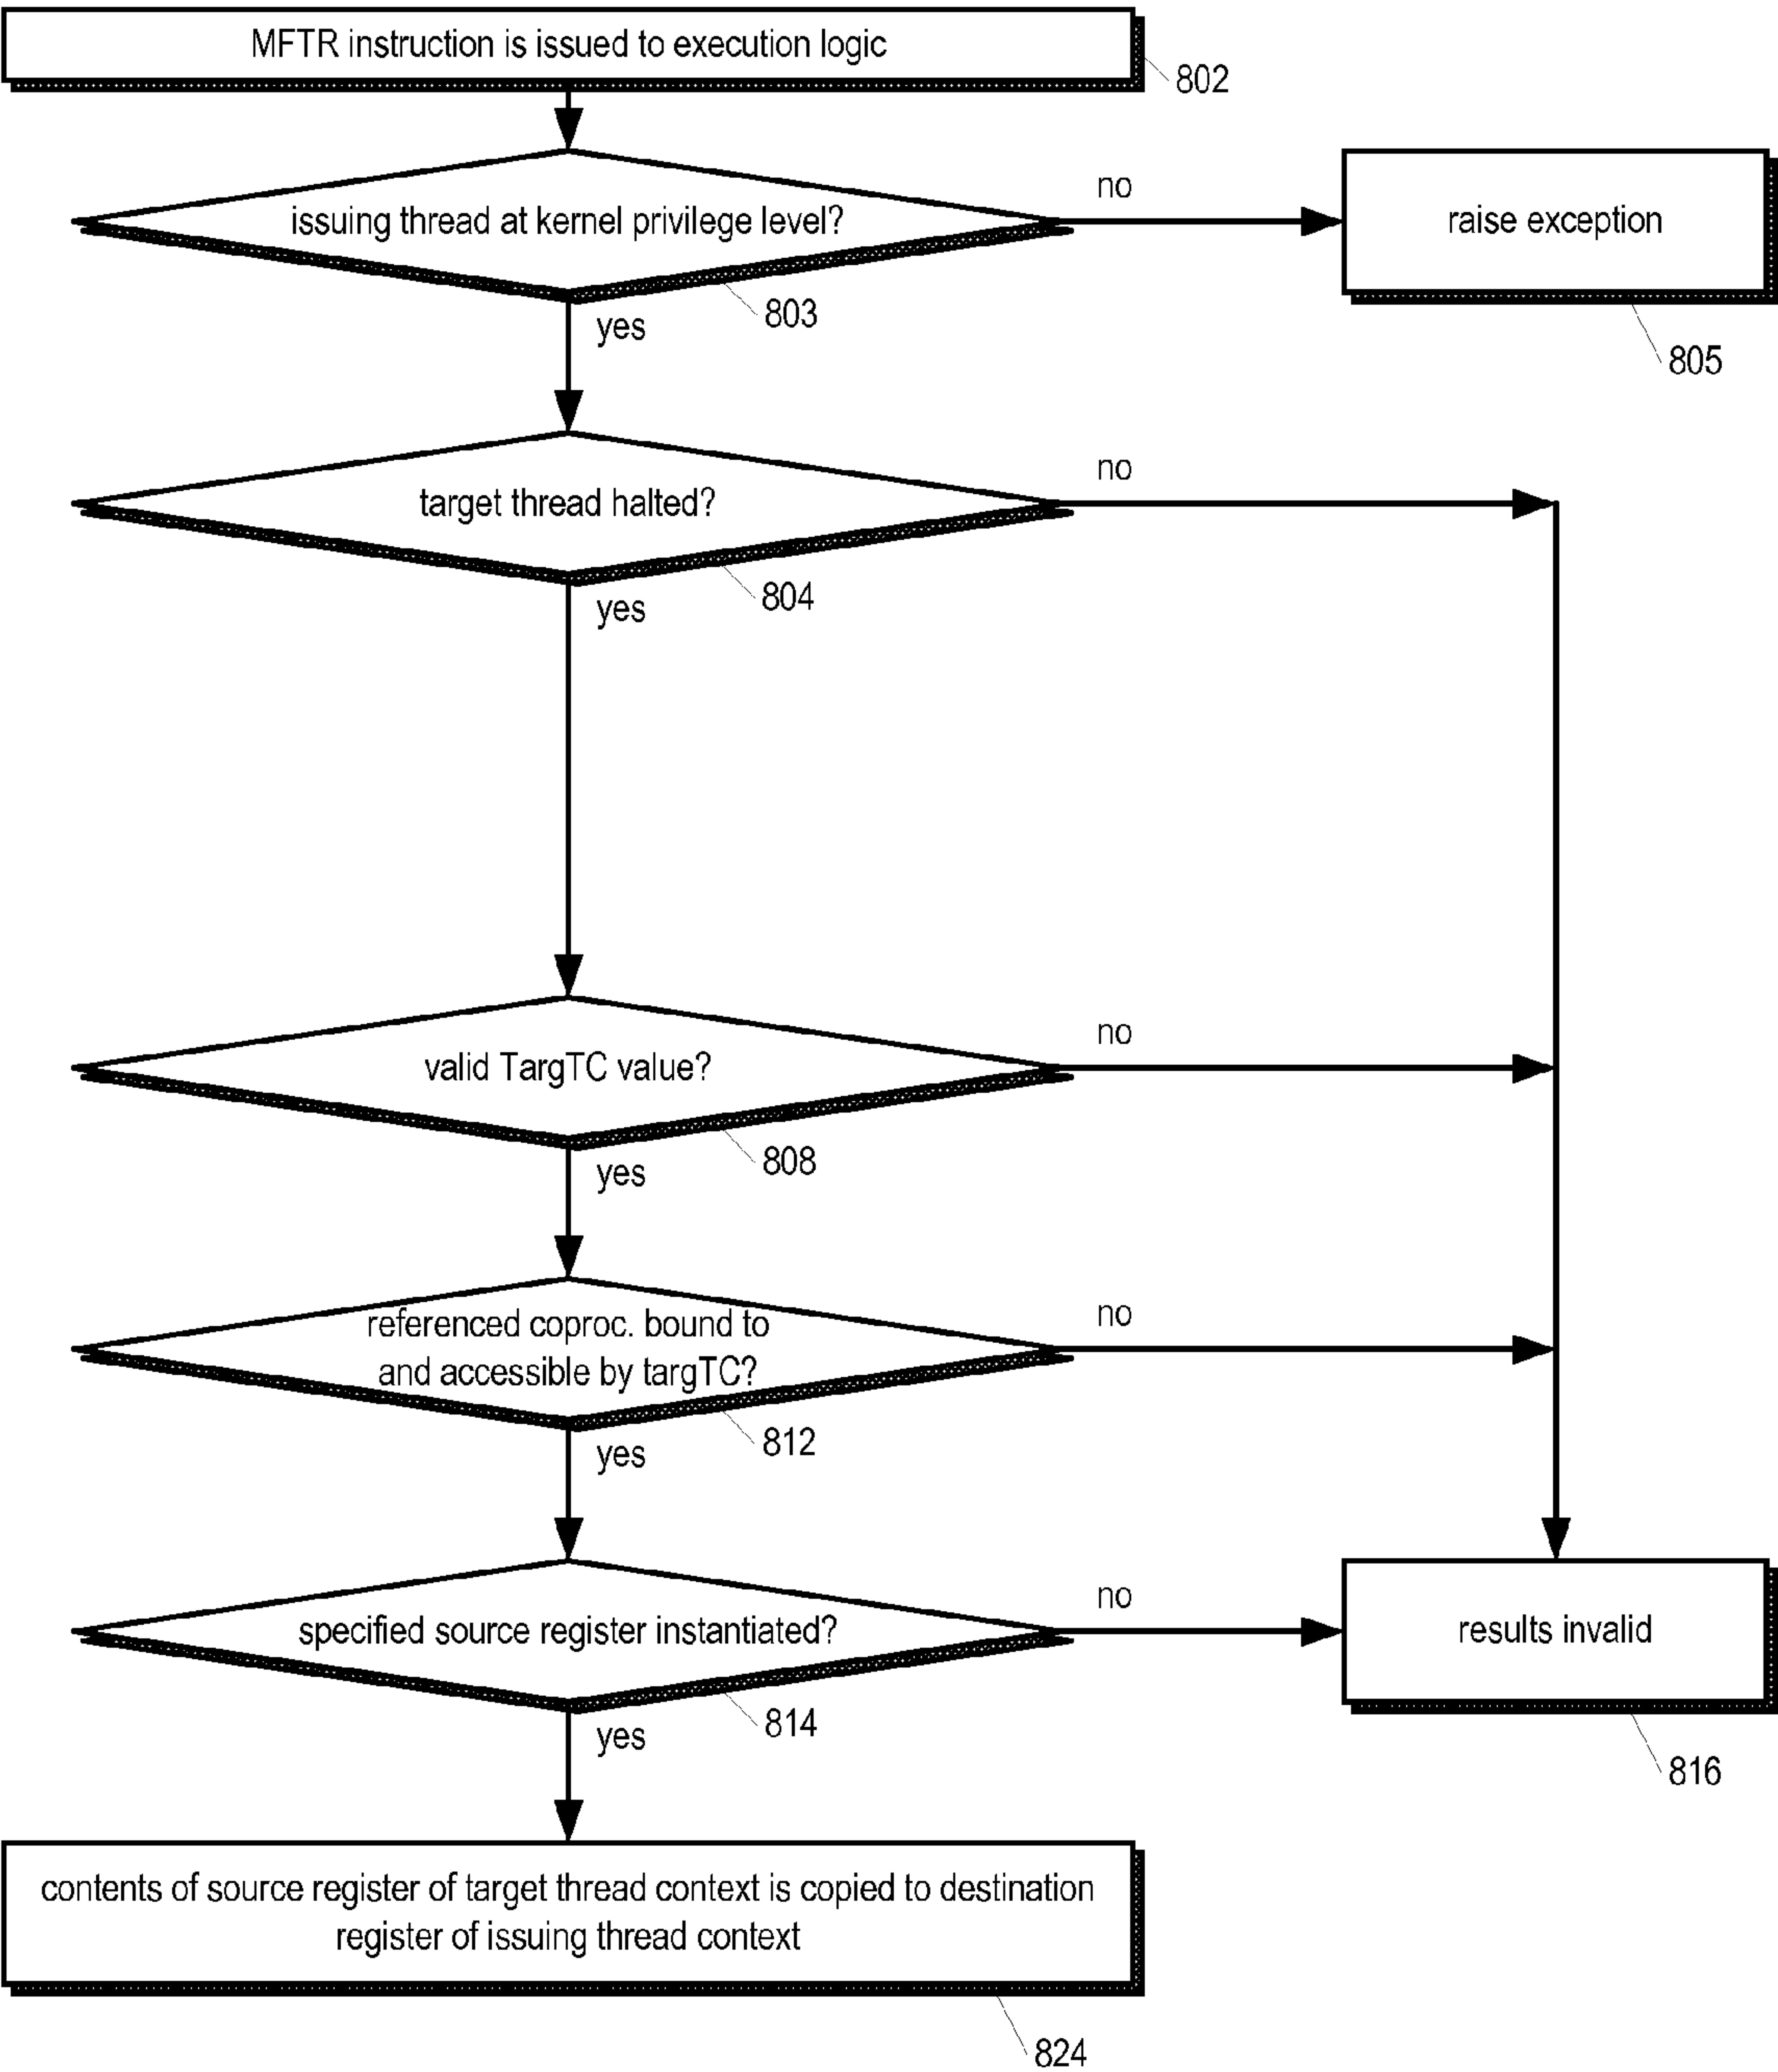 MFTR instruction is issued to execution logic
802
issuing thread at kernel privilege level?
no
raise exception
803
yes
805
target thread halted?
no
804
yes
valid TargTC value?
no
808
yes
referenced coproc. bound to
and accessible by targTC?
no
812
yes
specified source register instantiated?
no
results invalid
814
yes
816
contents of source register of target thread context is copied to destination
register of issuing thread context
824